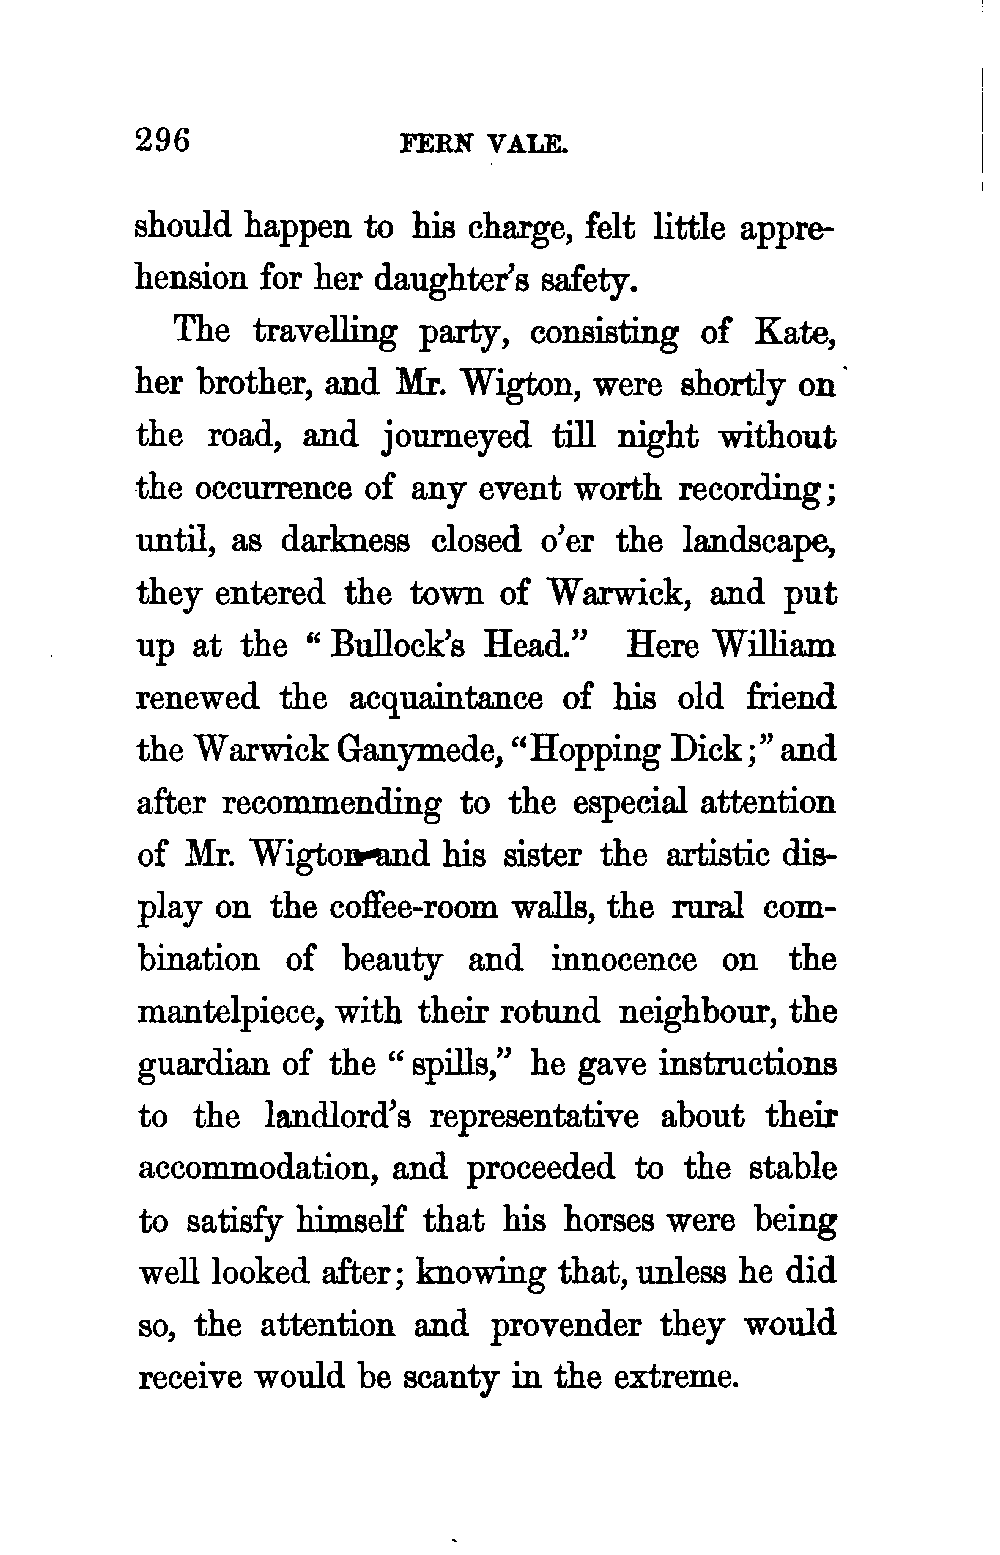 296 FERN VALE.
should happen to his charge, felt little appre-
hension for her daughter's safety.
The travelling party, consisting of Kate,
her brother, and Mr. Wigton, were shortly on
the road, and journeyed till night without
the occurrence of any event worth recording;
until, as darkness closed o'er the landscape,
they entered the town of Warwick, and put
up at the "Bullock's Head." Here William
renewed the acquaintance of his old friend
the Warwick Ganymede, "Hopping Dick;" and
after recommending to the especial attention
of Mr. Wigton and his sister the artistic dis-
play on the coffee-room walls, the rural com-
bination of beauty and innocence on the
mantelpiece, with their rotund neighbour, the
guardian of the "spills," he gave instructions
to the landlord's representative about their
accommodation, and proceeded to the stable
to satisfy himself that his horses were being
well looked after; knowing that, unless he did
so, the attention and provender they would
receive would be scanty in the extreme.